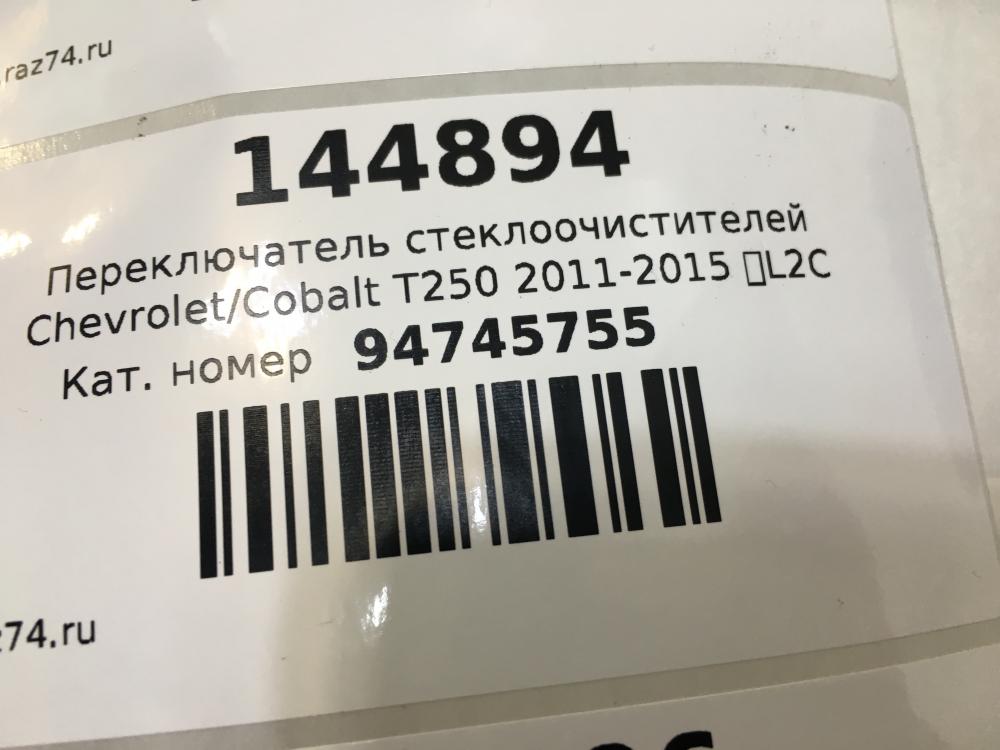 raz74.ru
144894
Переключатель стеклоочистителей
Chevrolet/Cobalt T250 2011-2015 ▯L2C
Кат. номер 94745755
z74.ru